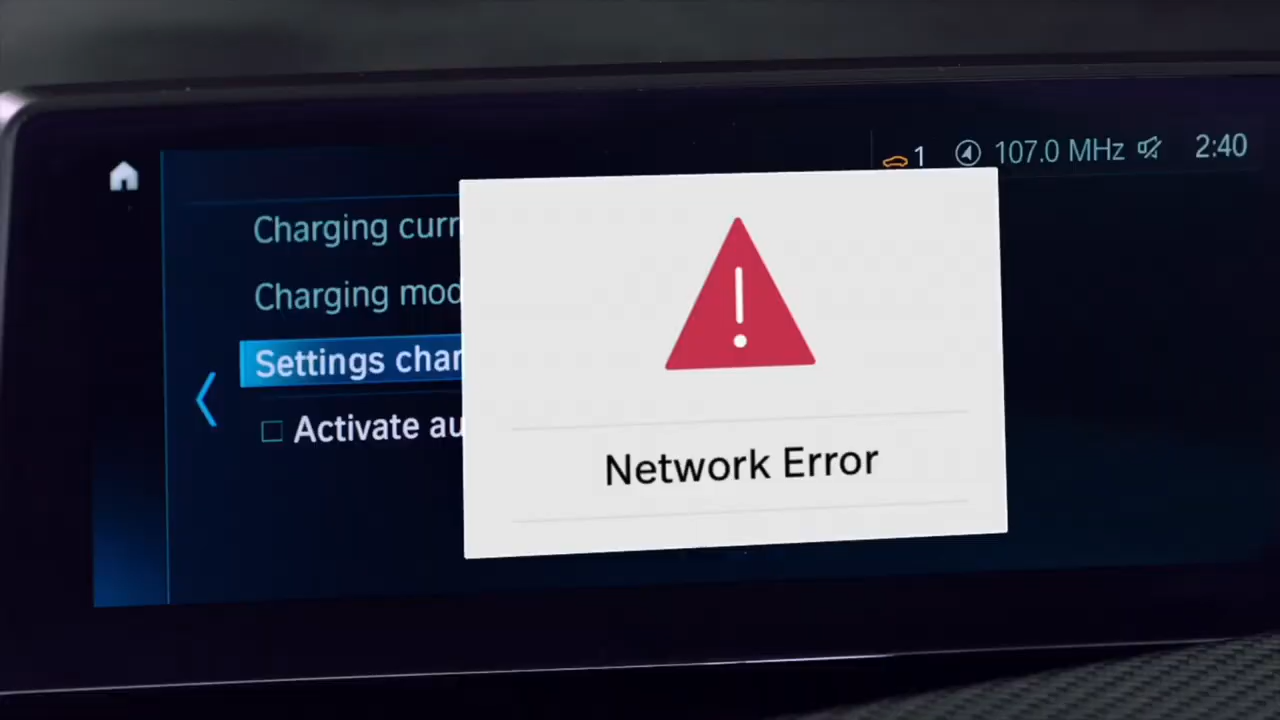 1 107.0 MHz 2:40
Charging curr
Charging mod
Settings char
Activate au
Network Error